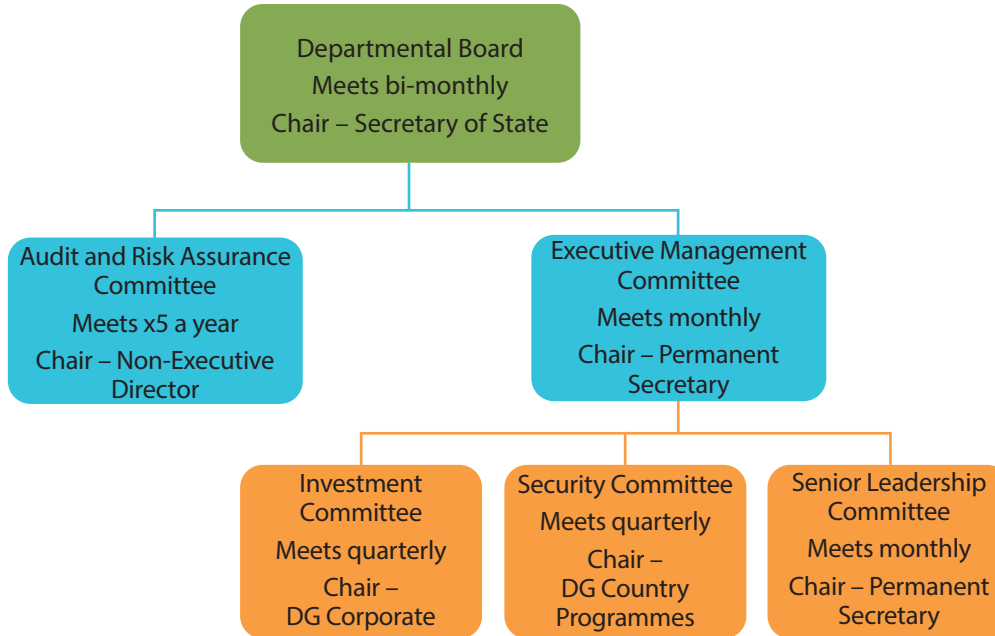 Departmental Board
Meets bi-monthly
Chair – Secretary of State
Audit and Risk Assurance
Committee
Meets x5 a year
Chair – Non-Executive
Director
Executive Management
Committee
Meets monthly
Chair – Permanent
Secretary
Investment
Committee
Meets quarterly
Chair –
DG Corporate
Security Committee
Meets quarterly
Chair –
DG Country
Programmes
Senior Leadership
Committee
Meets monthly
Chair – Permanent
Secretary